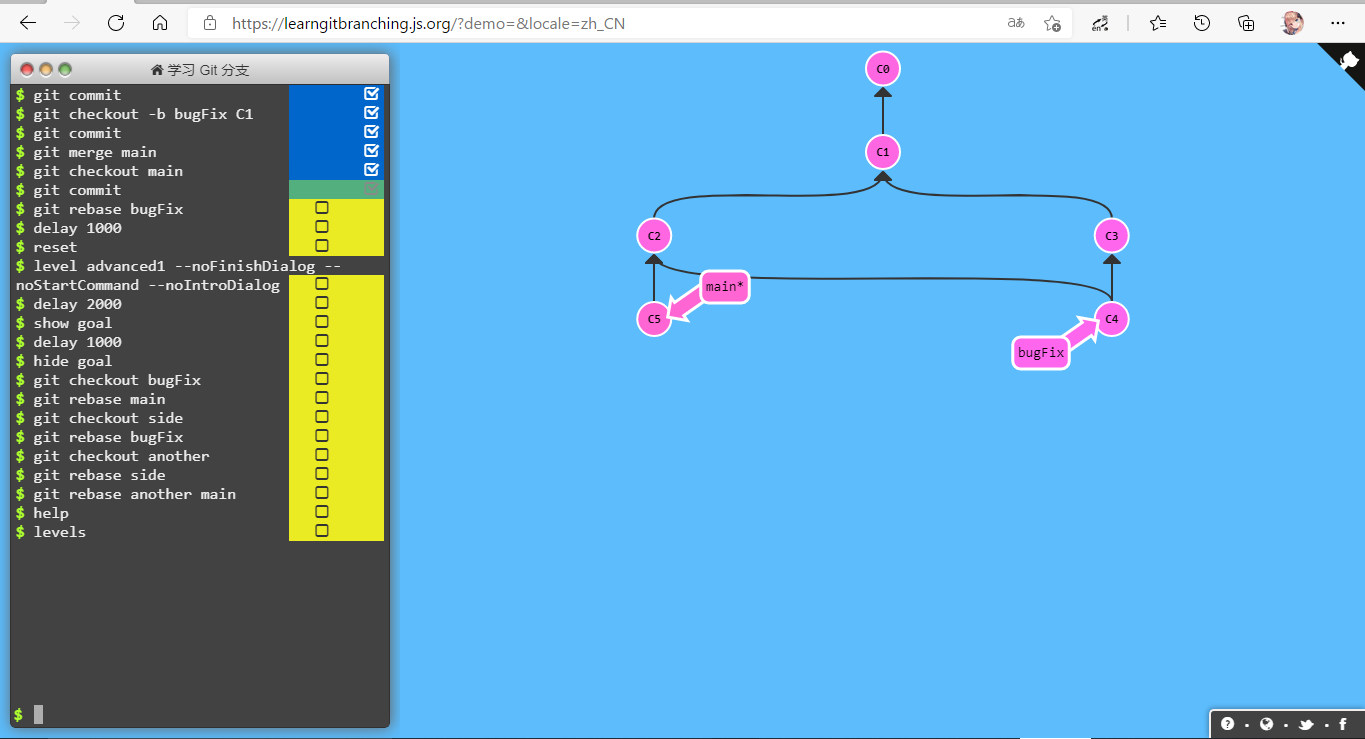 https://learngitbranching.js.org/?demo=&locale=zh_CN
aあ
en
学习 Git 分支
$ git commit
$ git checkout -b bugFix C1
$ git commit
$ git merge main
$ git checkout main
$ git commit
$ git rebase bugFix
$ delay 1000
$ reset
$ level advanced1 --noFinishDialog --
noStartCommand --noIntroDialog
$ delay 2000
$ show goal
$ delay 1000
$ hide goal
$ git checkout bugFix
$ git rebase main
$ git checkout side
$ git rebase bugFix
$ git checkout another
$ git rebase side
$ git rebase another main
$ help
$ levels
$
C0
C1
C2
C3
main*
C5
C4
bugFix